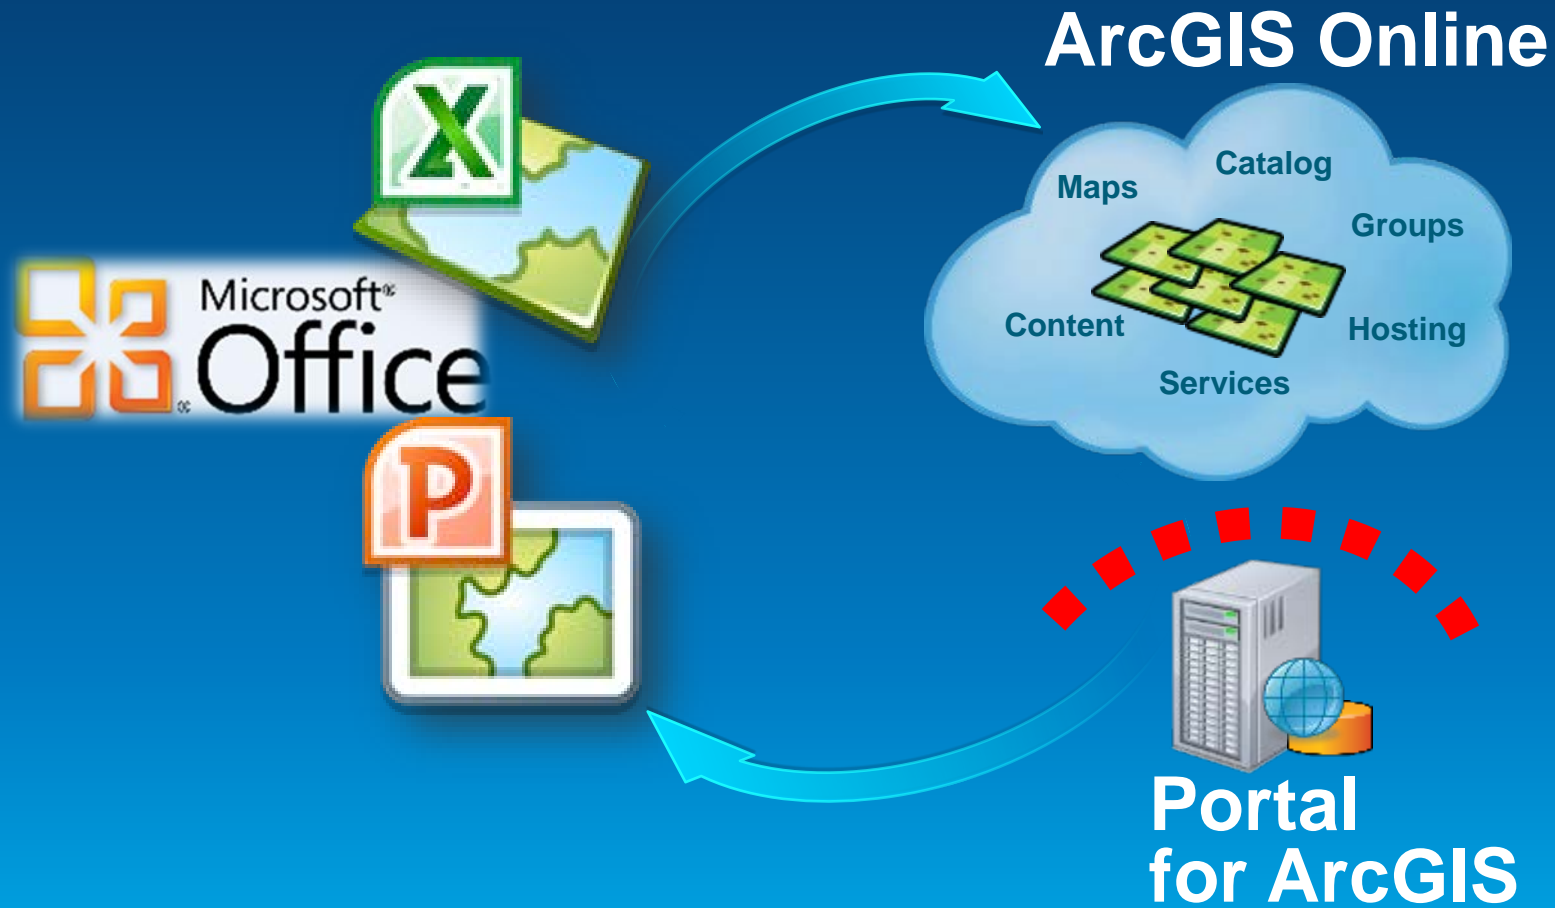 ArcGIS Online
X
Catalog
Maps
Groups
Content
Hosting
Services
Microsoft®
Office
®
P
Portal
for ArcGIS